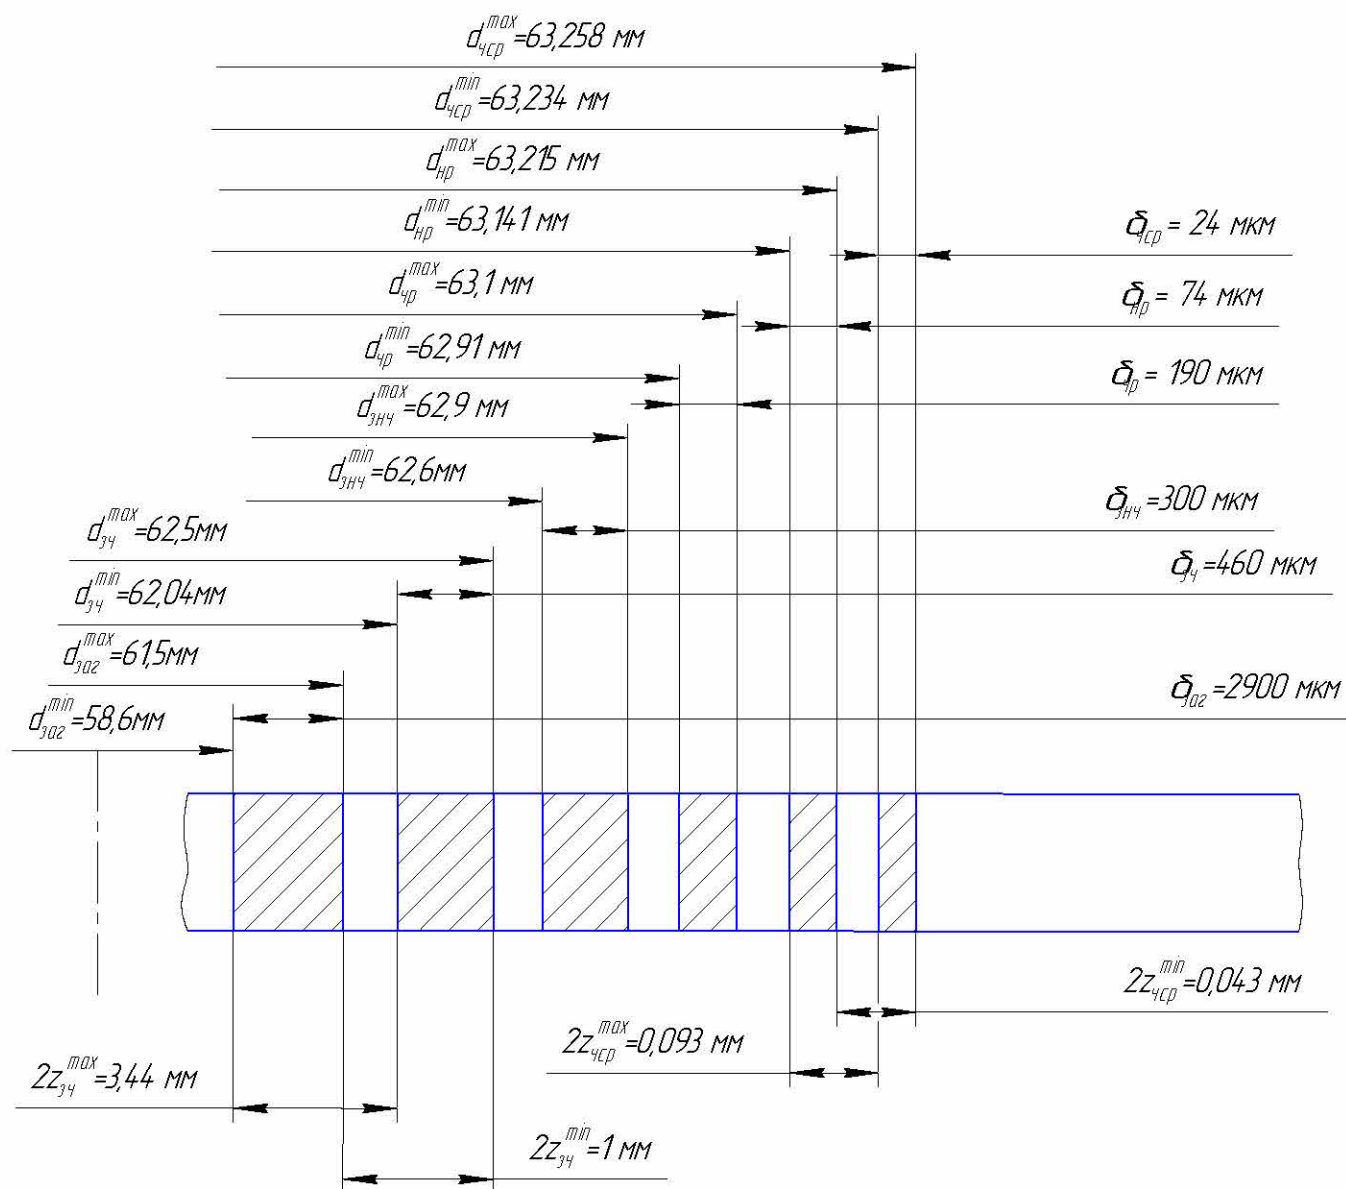 d_чср^max=63,258 мм
d_чср^min=63,234 мм
d_нр^max=63,215 мм
d_нр^min=63,141 мм
δ_чср = 24 мкм
d_чр^max=63,1 мм
δ_нр = 74 мкм
d_чр^min=62,91 мм
δ_чр = 190 мкм
d_знч^max=62,9 мм
d_знч^min=62,6мм
δ_знч=300 мкм
d_зч^max=62,5мм
δ_зч=460 мкм
d_зч^min=62,04мм
d_заг^max=61,5мм
δ_заг=2900 мкм
d_заг^min=58,6мм
2z_чср^min=0,043 мм
2z_чср^max=0,093 мм
2z_зч^max=3,44 мм
2z_зч^min=1 мм